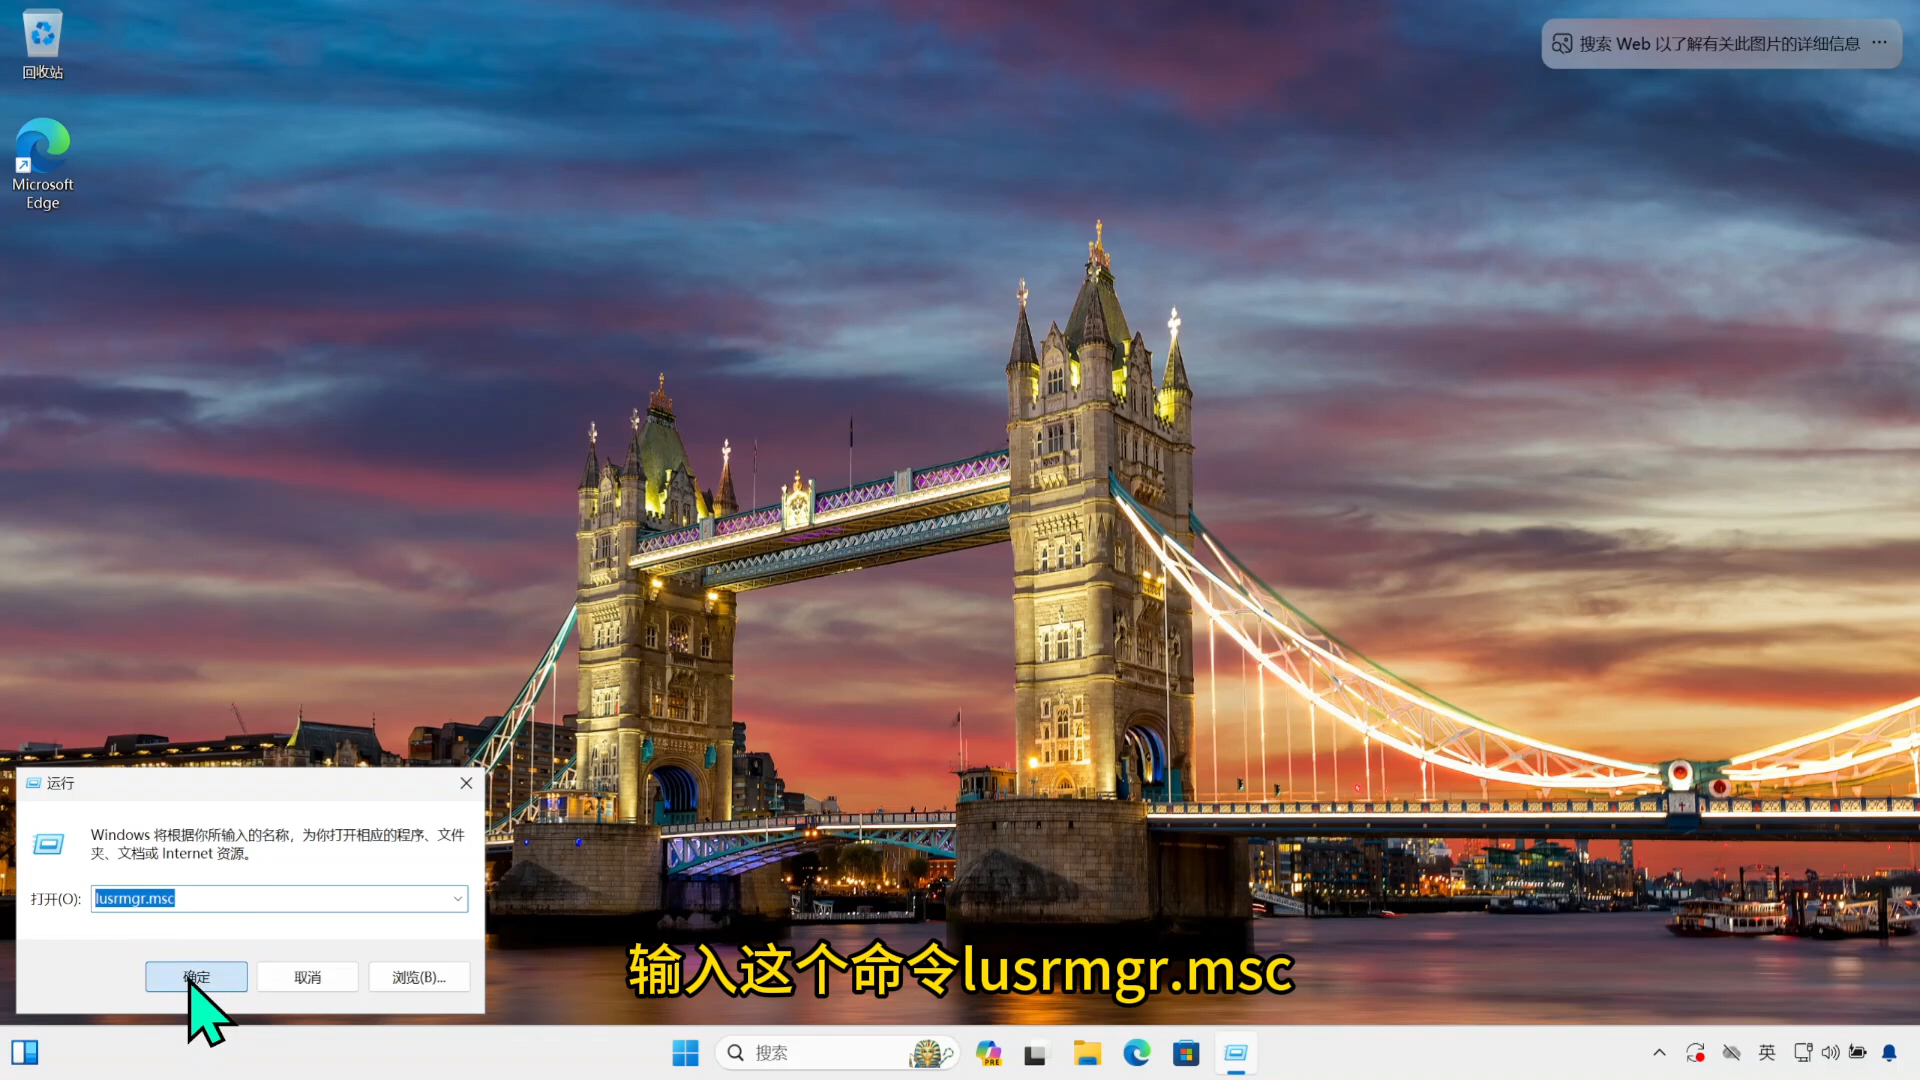 回收站
Microsoft
Edge
搜索 Web 以了解有关此图片的详细信息 ···
运行
Windows 将根据你所输入的名称，为你打开相应的程序、文件
夹、文档或 Internet 资源。
打开(O):
lusrmgr.msc
确定
取消
浏览(B)...
输入这个命令lusrmgr.msc
搜索
PRE
英